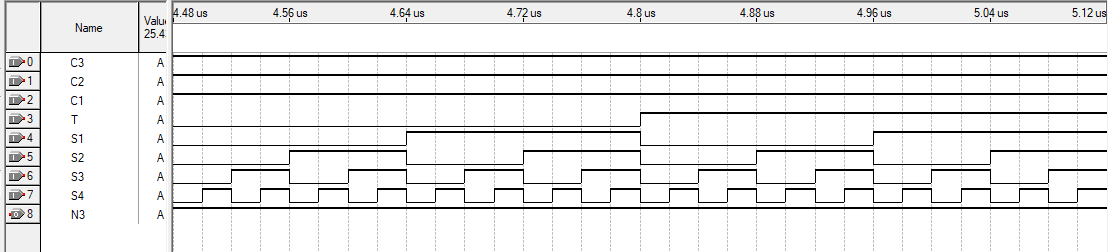 Name
Valu
25.4
4.48 us
4.56 us
4.64 us
4.72 us
4.8 us
4.88 us
4.96 us
5.04 us
5.12 us
0 C3 A
1 C2 A
2 C1 A
3 T A
4 S1 A
5 S2 A
6 S3 A
7 S4 A
8 N3 A